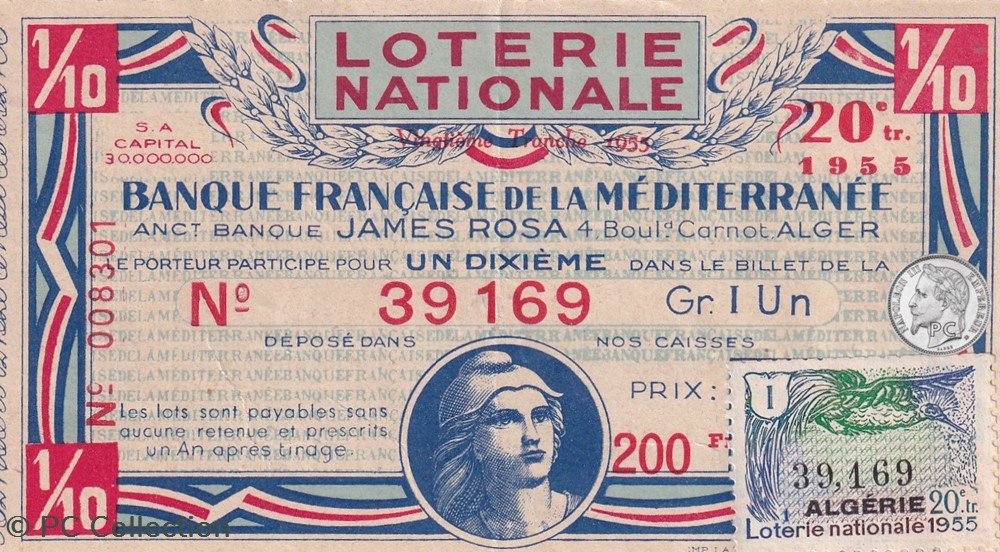 1/10
LOTERIE
NATIONALE
1/10
Vingtième Tranche 1955
20e tr.
1955
S.A
CAPITAL
30.000.000
BANQUE FRANÇAISE DE LA MÉDITERRANÉE
ANCT BANQUE JAMES ROSA 4, Bould Carnot ALGER
E PORTEUR PARTICIPE POUR UN DIXIÈME DANS LE BILLET DE LA
No 39169 Gr. I Un
DÉPOSÉ DANS NOS CAISSES
No 008301
Les lots sont payables sans
aucune retenue et prescrits
un An après tirage.
PRIX:
200 Fr
NAPOLEON III EMPEREUR
PC
I
39,169
ALGÉRIE 20e tr.
Loterie nationale 1955
1/10
© PC Collection